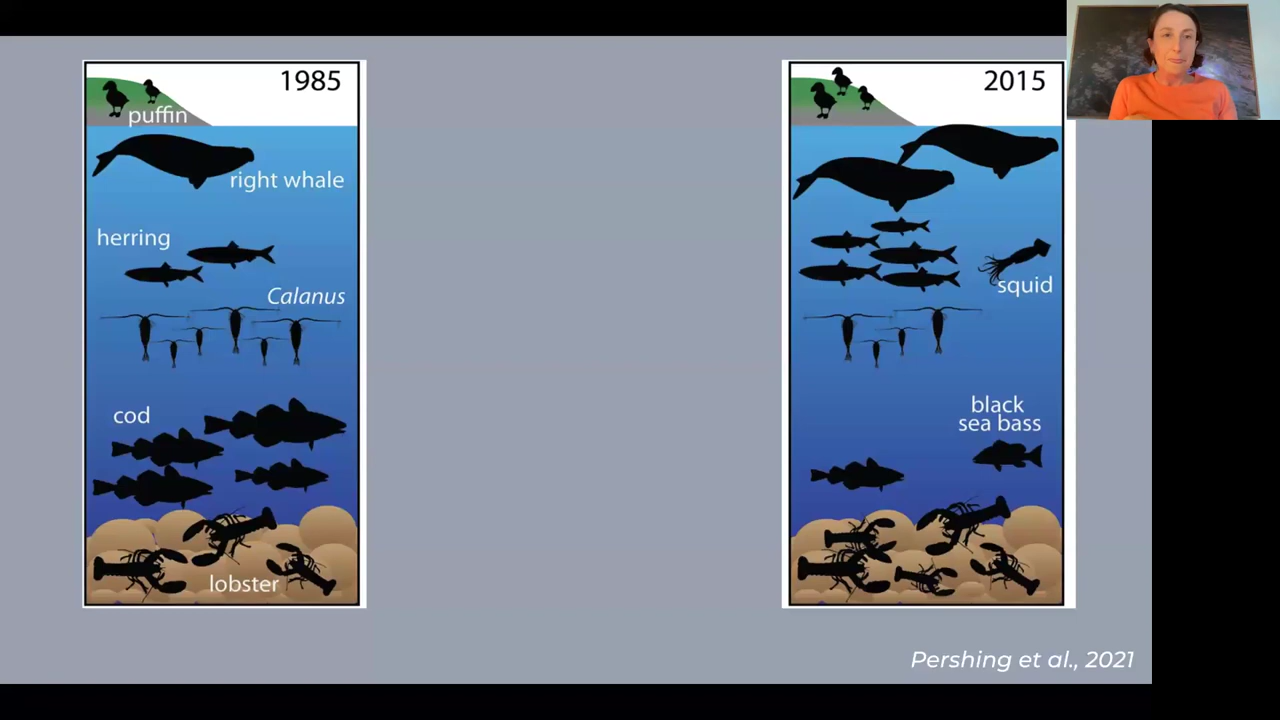 1985
puffin
right whale
herring
Calanus
cod
lobster
2015
squid
black
sea bass
Pershing et al., 2021